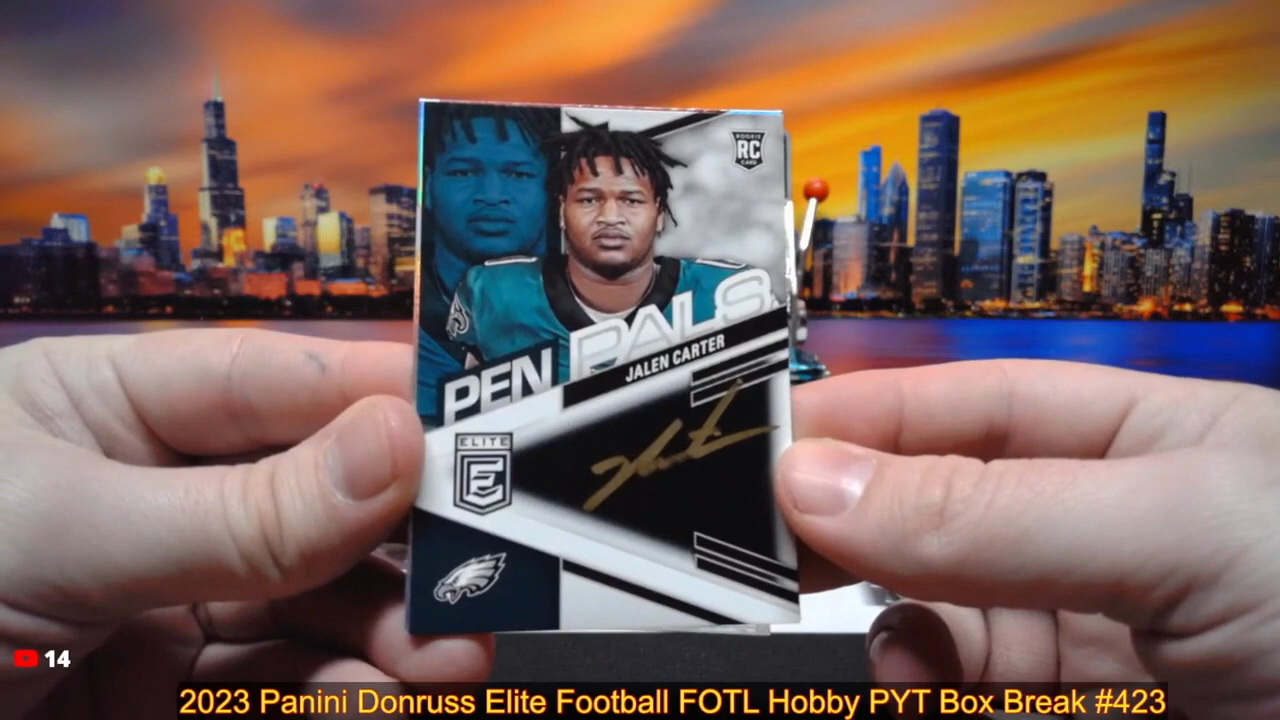 ROOKIE
RC
CARD
PEN PALS
JALEN CARTER
ELITE
E
14
2023 Panini Donruss Elite Football FOTL Hobby PYT Box Break #423